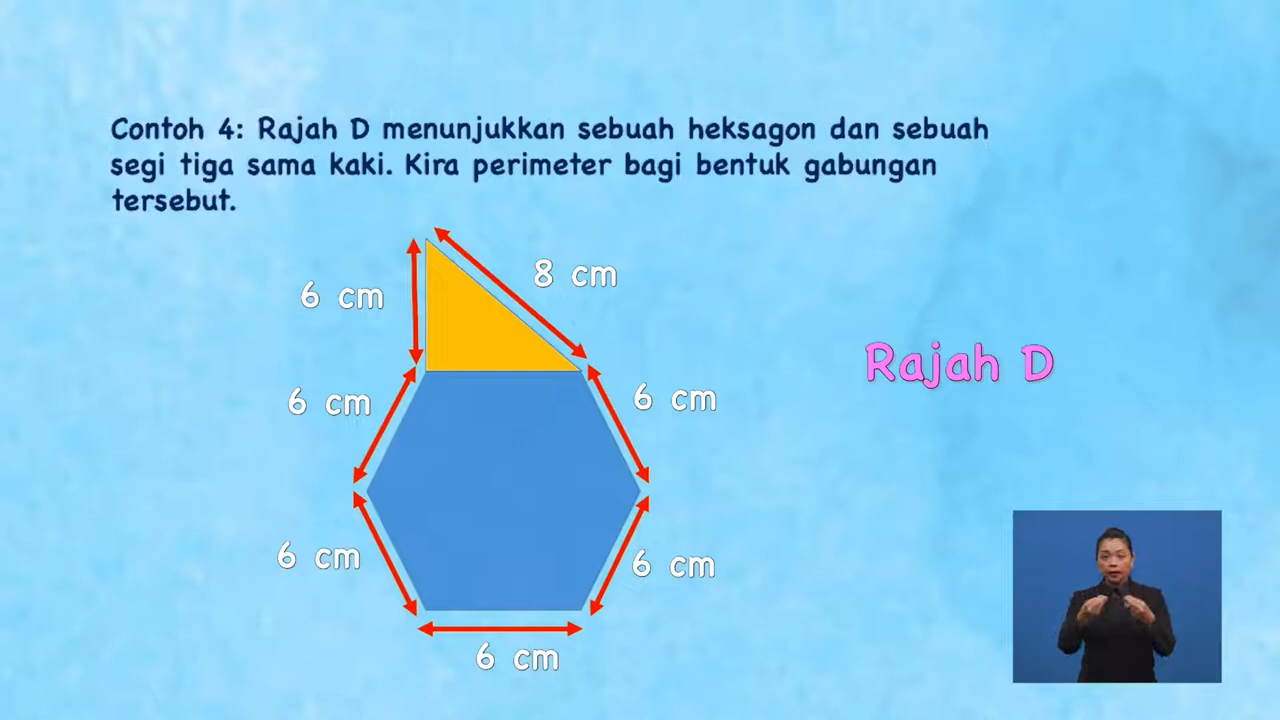 Contoh 4: Rajah D menunjukkan sebuah heksagon dan sebuah
segi tiga sama kaki. Kira perimeter bagi bentuk gabungan
tersebut.
8 cm
6 cm
Rajah D
6 cm
6 cm
6 cm
6 cm
6 cm